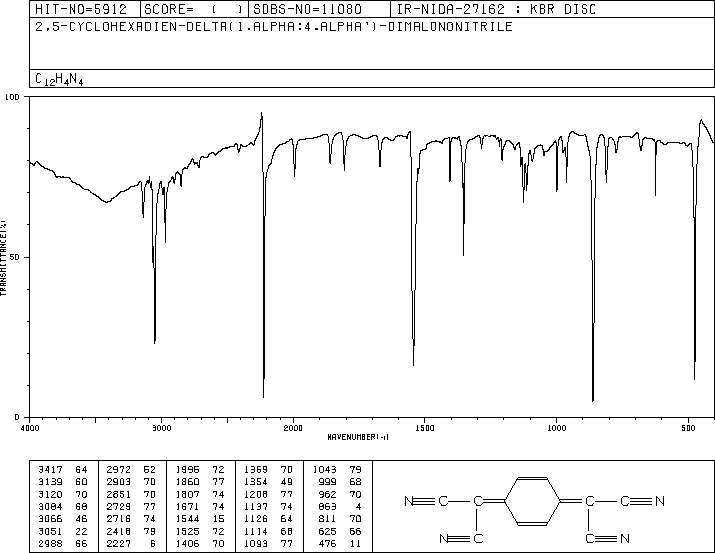 HIT-NO=5912 SCORE= ( ) SDBS-NO=11080 IR-NIDA-27162 : KBR DISC
2,5-CYCLOHEXADIEN-DELTA(1.ALPHA:4.ALPHA')-DIMALONONITRILE
C12H4N4
100
50
0
TRANSMITTANCE(%)
4000 3000 2000 1500 1000 500
WAVENUMBER(-1)
3417 64 2972 52 1996 72 1369 70 1043 79
3139 60 2903 70 1860 77 1354 49 999 68
3120 70 2851 70 1807 74 1208 77 962 70
3084 68 2729 77 1671 74 1137 74 863 4
3066 46 2716 74 1544 15 1126 64 811 70
3051 22 2418 79 1525 72 1114 68 625 66
2988 66 2227 6 1406 70 1093 77 476 11
N C C C C N
C C
N N